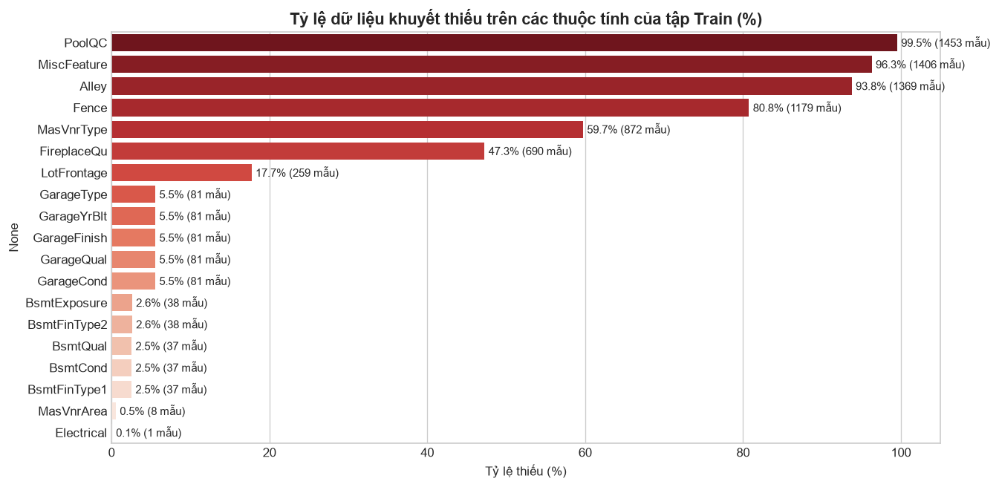 Tỷ lệ dữ liệu khuyết thiếu trên các thuộc tính của tập Train (%)
PoolQC 99.5% (1453 mẫu)
MiscFeature 96.3% (1406 mẫu)
Alley 93.8% (1369 mẫu)
Fence 80.8% (1179 mẫu)
MasVnrType 59.7% (872 mẫu)
FireplaceQu 47.3% (690 mẫu)
LotFrontage 17.7% (259 mẫu)
GarageType 5.5% (81 mẫu)
GarageYrBlt 5.5% (81 mẫu)
GarageFinish 5.5% (81 mẫu)
GarageQual 5.5% (81 mẫu)
GarageCond 5.5% (81 mẫu)
BsmtExposure 2.6% (38 mẫu)
BsmtFinType2 2.6% (38 mẫu)
BsmtQual 2.5% (37 mẫu)
BsmtCond 2.5% (37 mẫu)
BsmtFinType1 2.5% (37 mẫu)
MasVnrArea 0.5% (8 mẫu)
Electrical 0.1% (1 mẫu)
None
0 20 40 60 80 100
Tỷ lệ thiếu (%)